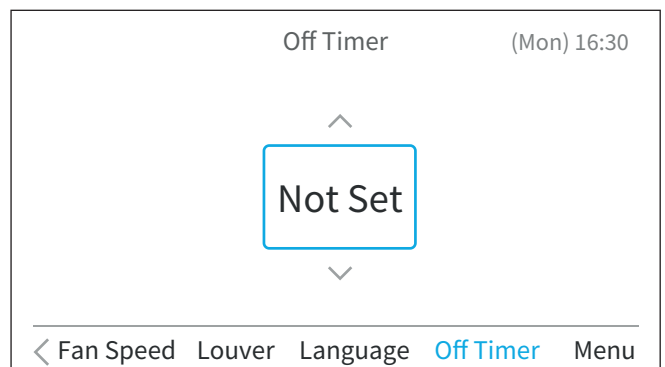 Off Timer (Mon) 16:30
Not Set
Fan Speed Louver Language Off Timer Menu